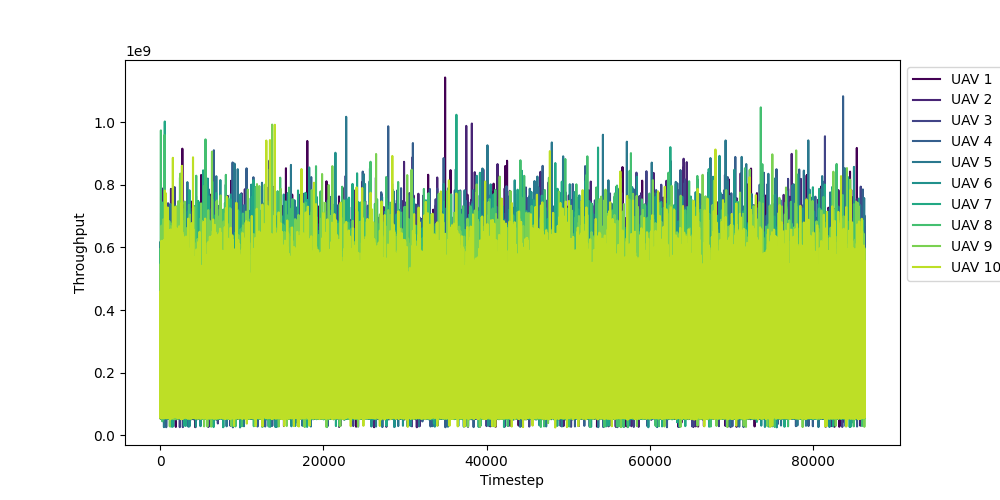 1e9
1.0
0.8
0.6
0.4
0.2
0.0
Throughput
0
20000
40000
60000
80000
Timestep
UAV 1
UAV 2
UAV 3
UAV 4
UAV 5
UAV 6
UAV 7
UAV 8
UAV 9
UAV 10